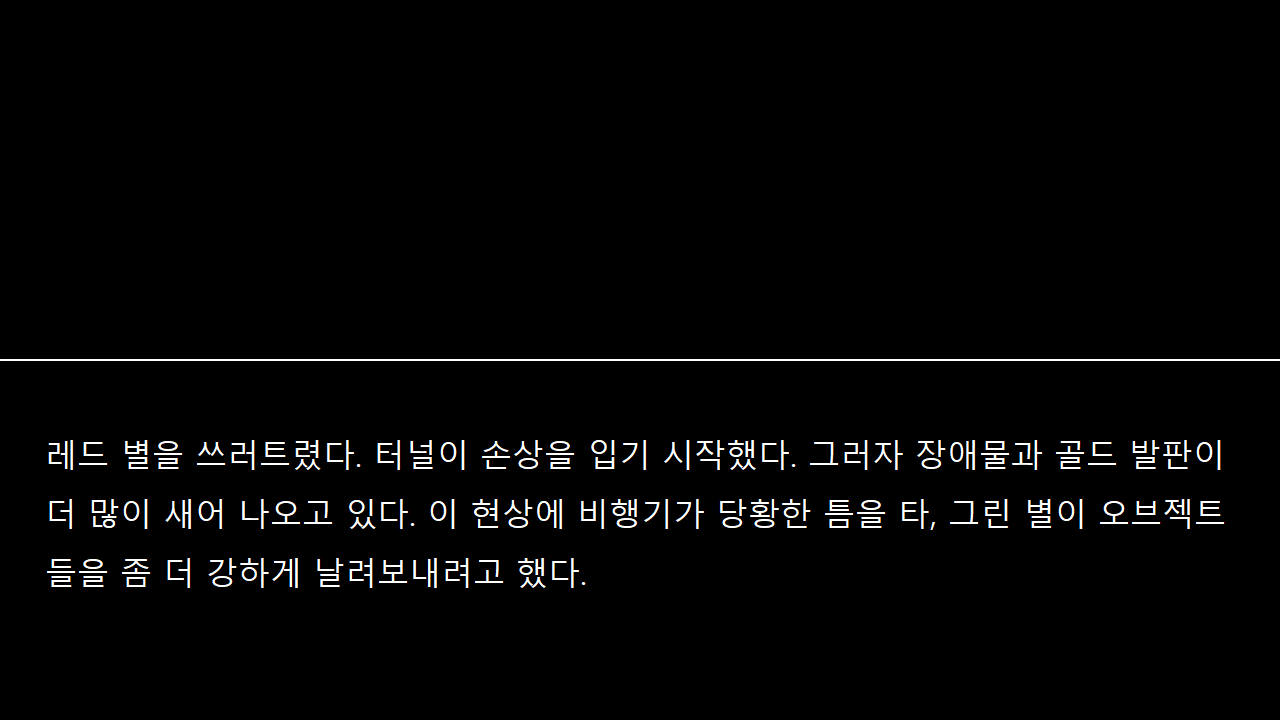 레드 별을 쓰러트렸다. 터널이 손상을 입기 시작했다. 그러자 장애물과 골드 발판이
더 많이 새어 나오고 있다. 이 현상에 비행기가 당황한 틈을 타, 그린 별이 오브젝트
들을 좀 더 강하게 날려보내려고 했다.